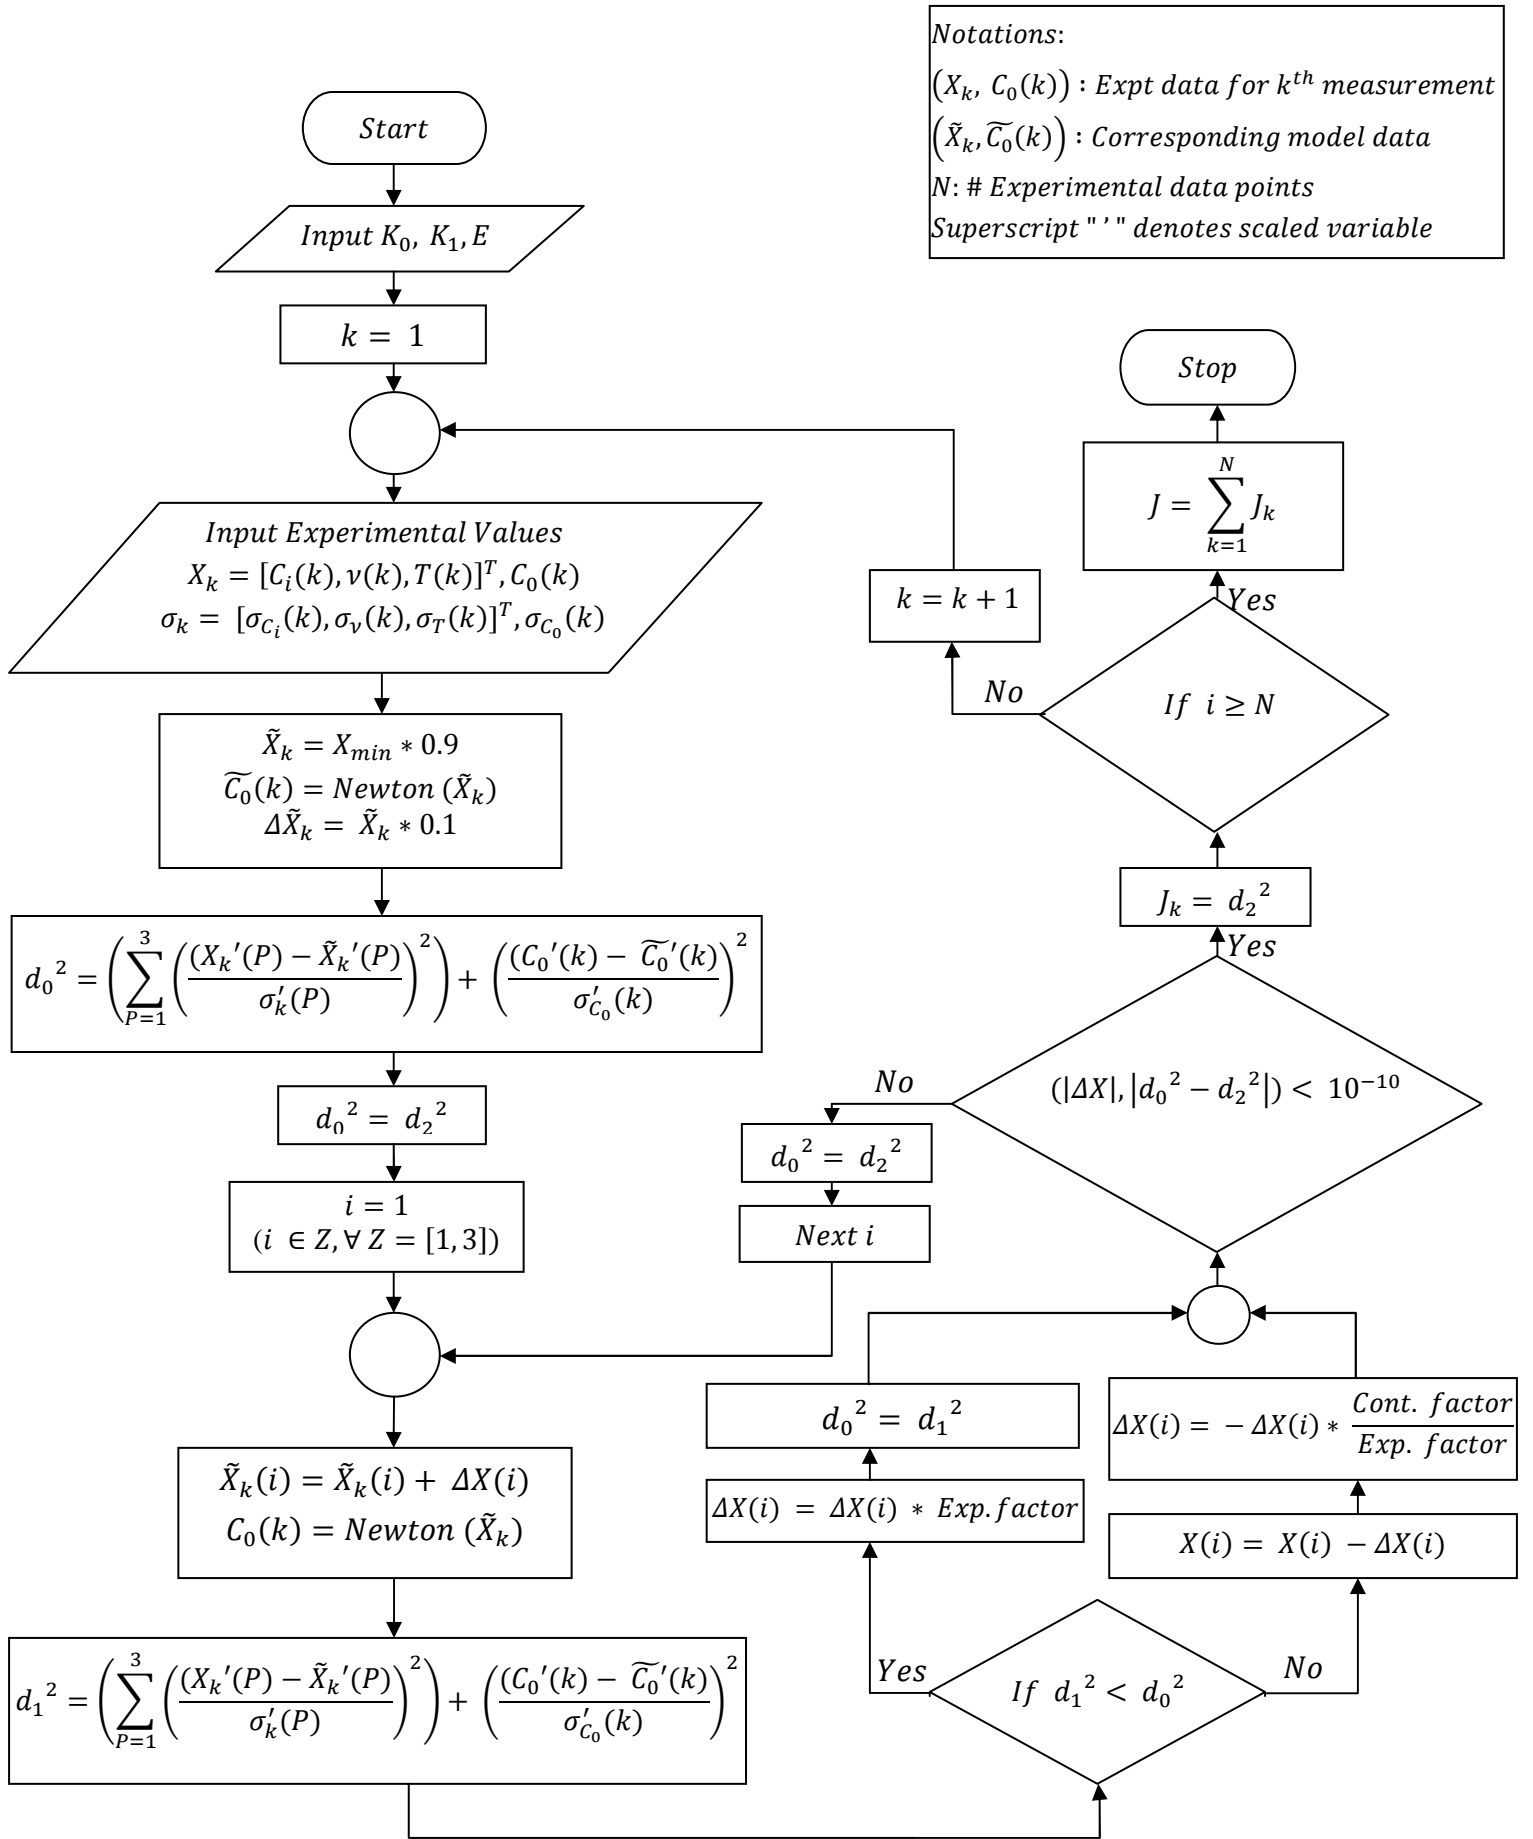 Notations:
(X_k, C_0(k)) : Expt data for k^{th} measurement
(X̃_k, C̃_0(k)) : Corresponding model data
N: # Experimental data points
Superscript " ' " denotes scaled variable
Start
Input K_0, K_1, E
k = 1
Input Experimental Values
X_k = [C_i(k), ν(k), T(k)]^T, C_0(k)
σ_k = [σ_{C_i}(k), σ_ν(k), σ_T(k)]^T, σ_{C_0}(k)
X̃_k = X_{min} * 0.9
C̃_0(k) = Newton (X̃_k)
ΔX̃_k = X̃_k * 0.1
d_0^2 = (∑_{P=1}^{3} ((X_k'(P) − X̃_k'(P))/σ_k'(P))^2) + ((C_0'(k) − C̃_0'(k))/σ'_{C_0}(k))^2
d_0^2 = d_2^2
i = 1
(i ∈ Z, ∀ Z = [1, 3])
X̃_k(i) = X̃_k(i) + ΔX(i)
C_0(k) = Newton (X̃_k)
d_1^2 = (∑_{P=1}^{3} ((X_k'(P) − X̃_k'(P))/σ_k'(P))^2) + ((C_0'(k) − C̃_0'(k))/σ'_{C_0}(k))^2
If d_1^2 < d_0^2
Yes
No
ΔX(i) = ΔX(i) * Exp. factor
d_0^2 = d_1^2
X(i) = X(i) − ΔX(i)
ΔX(i) = − ΔX(i) * Cont. factor / Exp. factor
(|ΔX|, |d_0^2 − d_2^2|) < 10^{−10}
No
d_0^2 = d_2^2
Next i
Yes
J_k = d_2^2
If i ≥ N
No
k = k + 1
Yes
J = ∑_{k=1}^{N} J_k
Stop